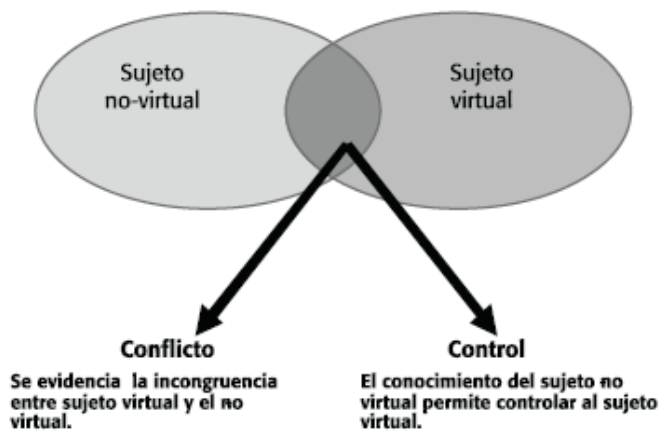 Sujeto
no-virtual
Sujeto
virtual
Conflicto
Se evidencia la incongruencia
entre sujeto virtual y el no
virtual.
Control
El conocimiento del sujeto no
virtual permite controlar al sujeto
virtual.